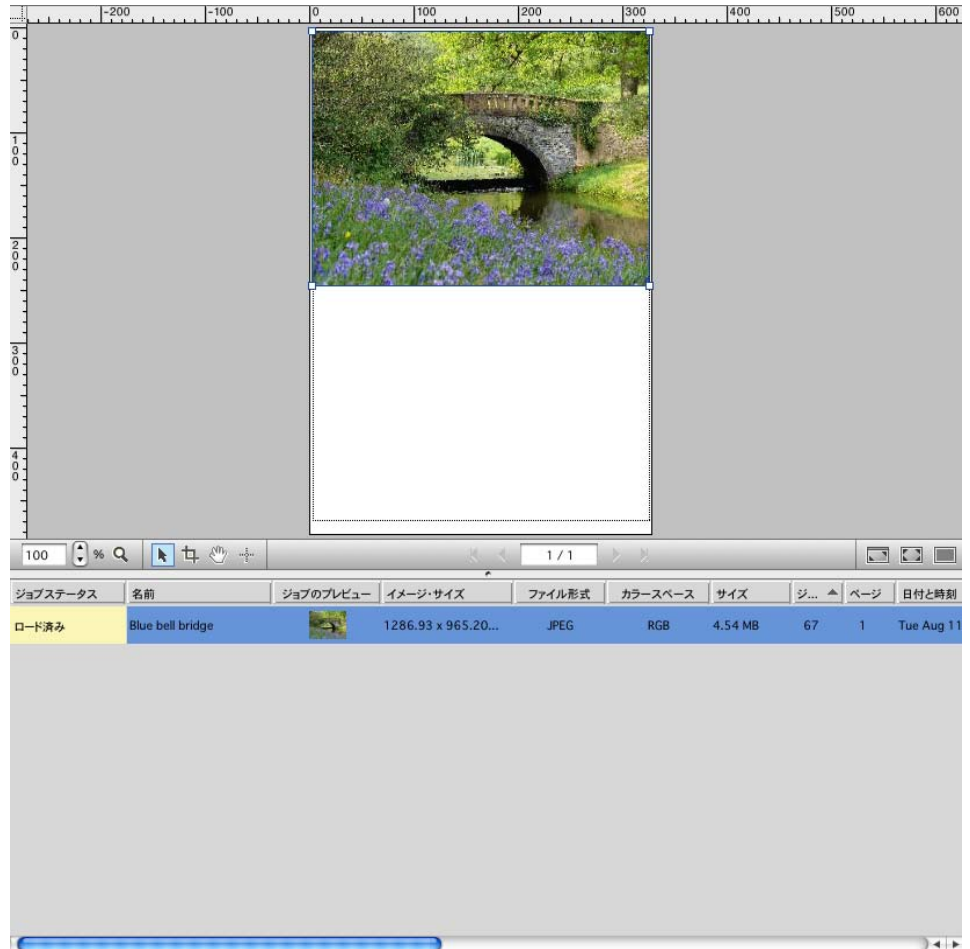 -200 -100 0 100 200 300 400 500 600
0
100
200
300
400
100 % 1 / 1
ジョブステータス 名前 ジョブのプレビュー イメージ・サイズ ファイル形式 カラースペース サイズ ジ... ページ 日付と時刻
ロード済み Blue bell bridge 1286.93 x 965.20... JPEG RGB 4.54 MB 67 1 Tue Aug 11